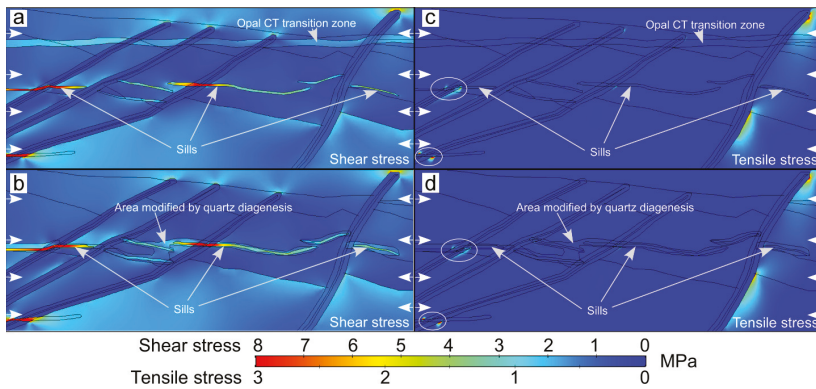 a
Opal CT transition zone
Sills
Shear stress
c
Opal CT transition zone
Sills
Tensile stress
b
Area modified by quartz diagenesis
Sills
Shear stress
d
Area modified by quartz diagenesis
Sills
Tensile stress
Shear stress 8 7 6 5 4 3 2 1 0
MPa
Tensile stress 3 2 1 0